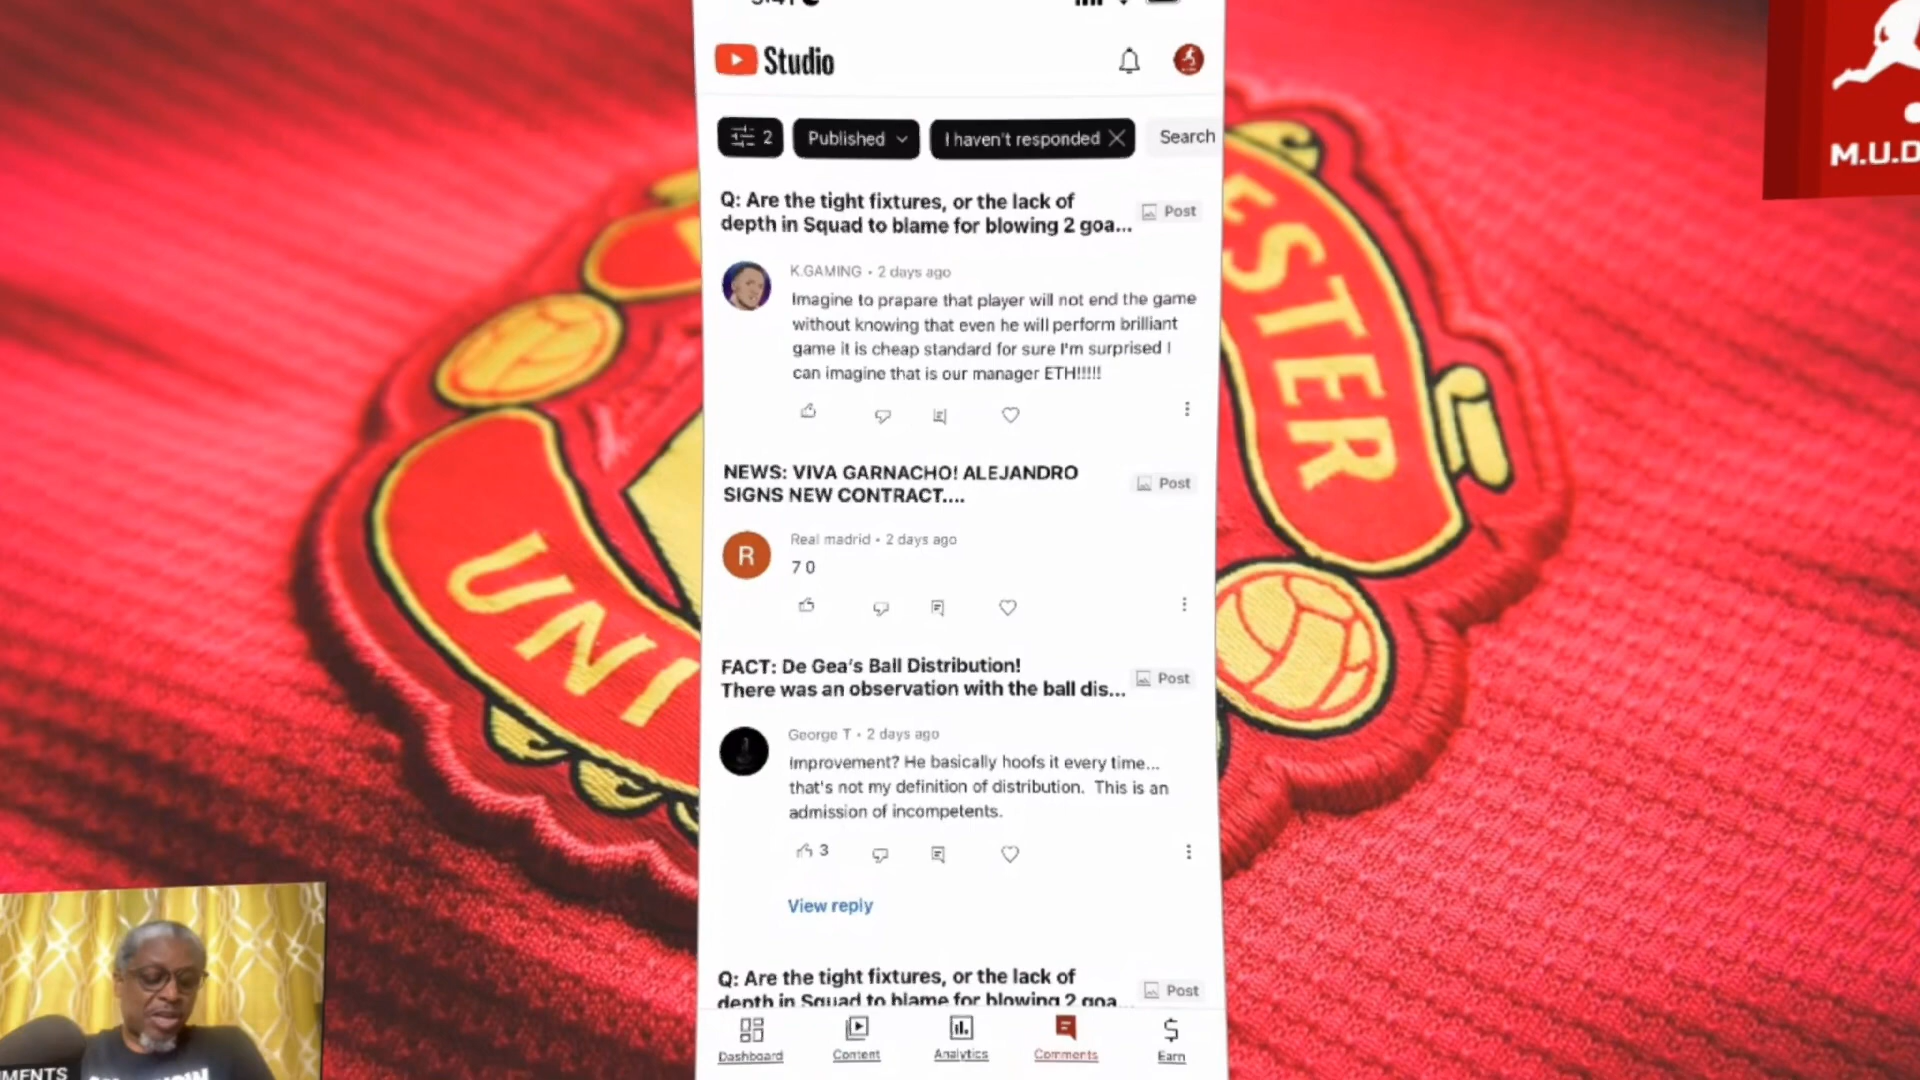 Studio
2
Published
I haven't responded
Search
Q: Are the tight fixtures, or the lack of
depth in Squad to blame for blowing 2 goa...
Post
K.GAMING • 2 days ago
Imagine to prapare that player will not end the game
without knowing that even he will perform brilliant
game it is cheap standard for sure I'm surprised I
can imagine that is our manager ETH!!!!!
NEWS: VIVA GARNACHO! ALEJANDRO
SIGNS NEW CONTRACT....
Post
R
Real madrid • 2 days ago
7 0
FACT: De Gea's Ball Distribution!
There was an observation with the ball dis...
Post
George T • 2 days ago
Improvement? He basically hoofs it every time...
that's not my definition of distribution. This is an
admission of incompetents.
3
View reply
Q: Are the tight fixtures, or the lack of
depth in Squad to blame for blowing 2 goa
Post
Dashboard
Content
Analytics
Comments
Earn
M.U.D
ESTER
UNI
MENTS